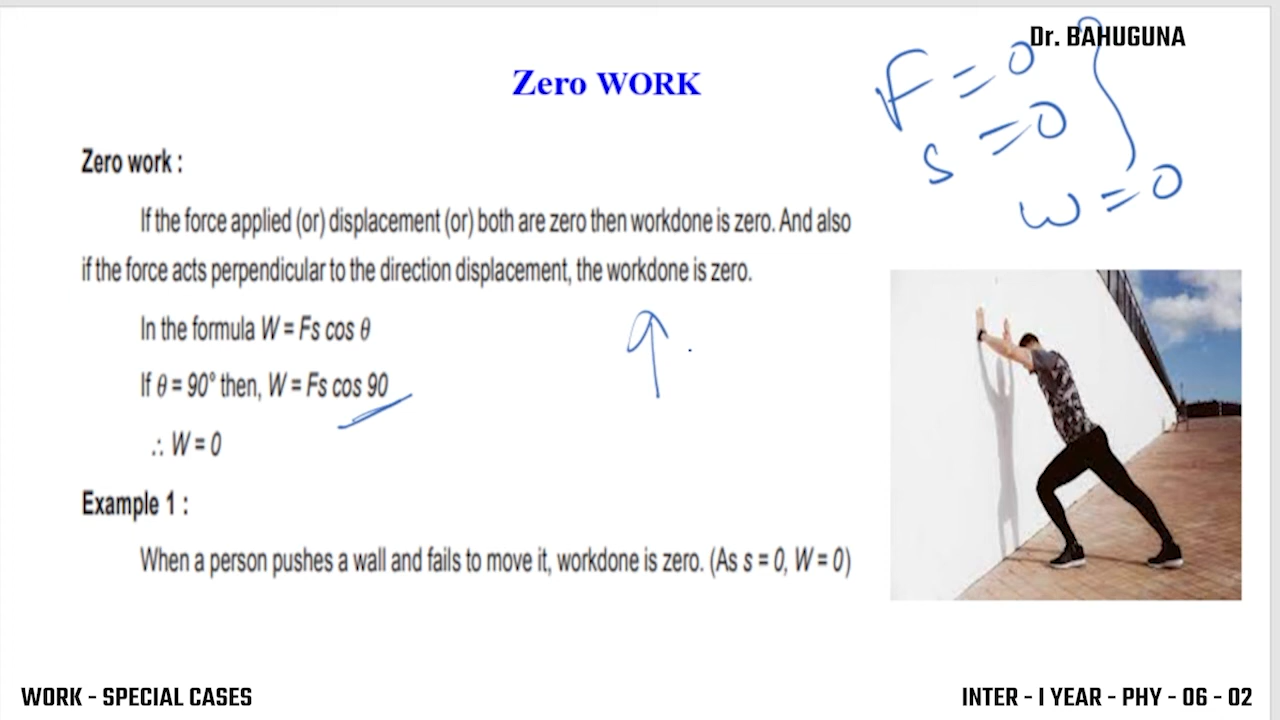 Dr. BAHUGUNA
Zero WORK
F = 0
s = 0
w = 0
Zero work :
If the force applied (or) displacement (or) both are zero then workdone is zero. And also
if the force acts perpendicular to the direction displacement, the workdone is zero.
In the formula W = Fs cos θ
If θ = 90° then, W = Fs cos 90
∴ W = 0
Example 1 :
When a person pushes a wall and fails to move it, workdone is zero. (As s = 0, W = 0)
WORK - SPECIAL CASES
INTER - I YEAR - PHY - 06 - 02